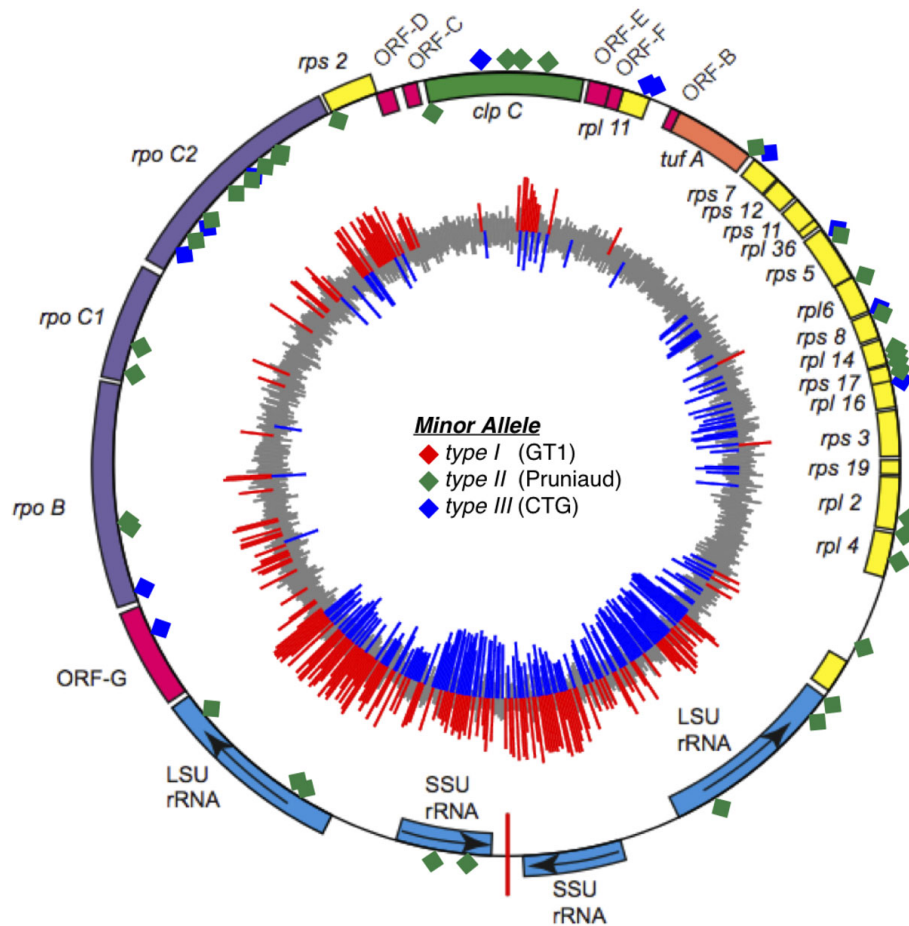 ORF-D
ORF-C
rps 2
clp C
ORF-E
ORF-F
rpl 11
ORF-B
tuf A
rpo C2
rps 7
rps 12
rps 11
rpl 36
rps 5
rpl6
rps 8
rpl 14
rps 17
rpl 16
rps 3
rps 19
rpl 2
rpl 4
rpo C1
rpo B
Minor Allele
type I (GT1)
type II (Pruniaud)
type III (CTG)
ORF-G
LSU
rRNA
SSU
rRNA
SSU
rRNA
LSU
rRNA